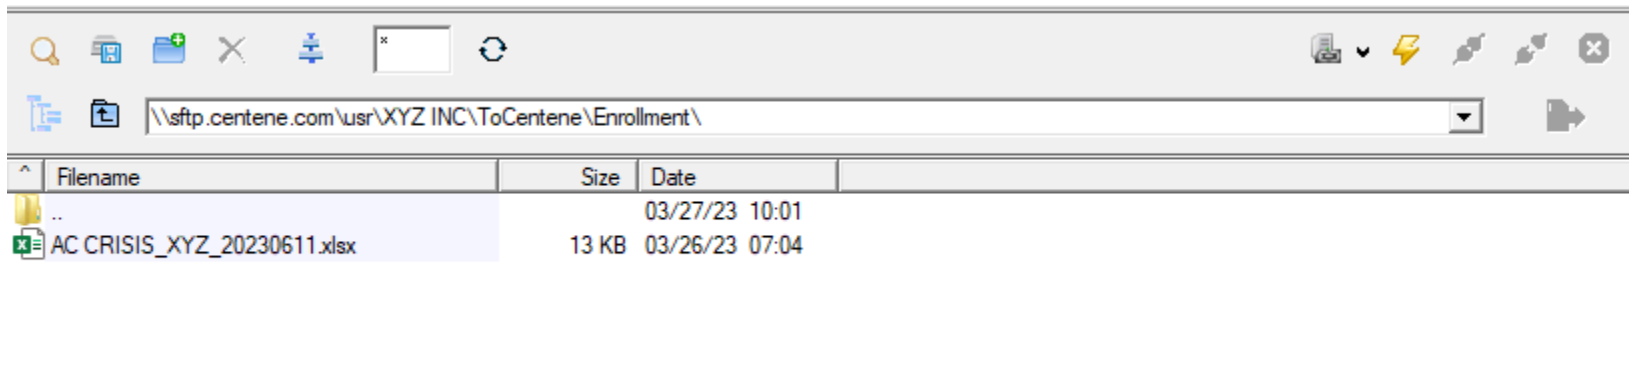 *
\\sftp.centene.com\usr\XYZ INC\ToCentene\Enrollment\
^ Filename Size Date
.. 03/27/23 10:01
AC CRISIS_XYZ_20230611.xlsx 13 KB 03/26/23 07:04